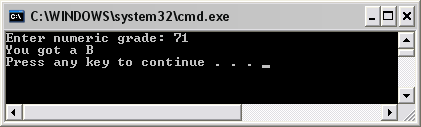 C:\WINDOWS\system32\cmd.exe
Enter numeric grade: 71
You got a B
Press any key to continue . . . _